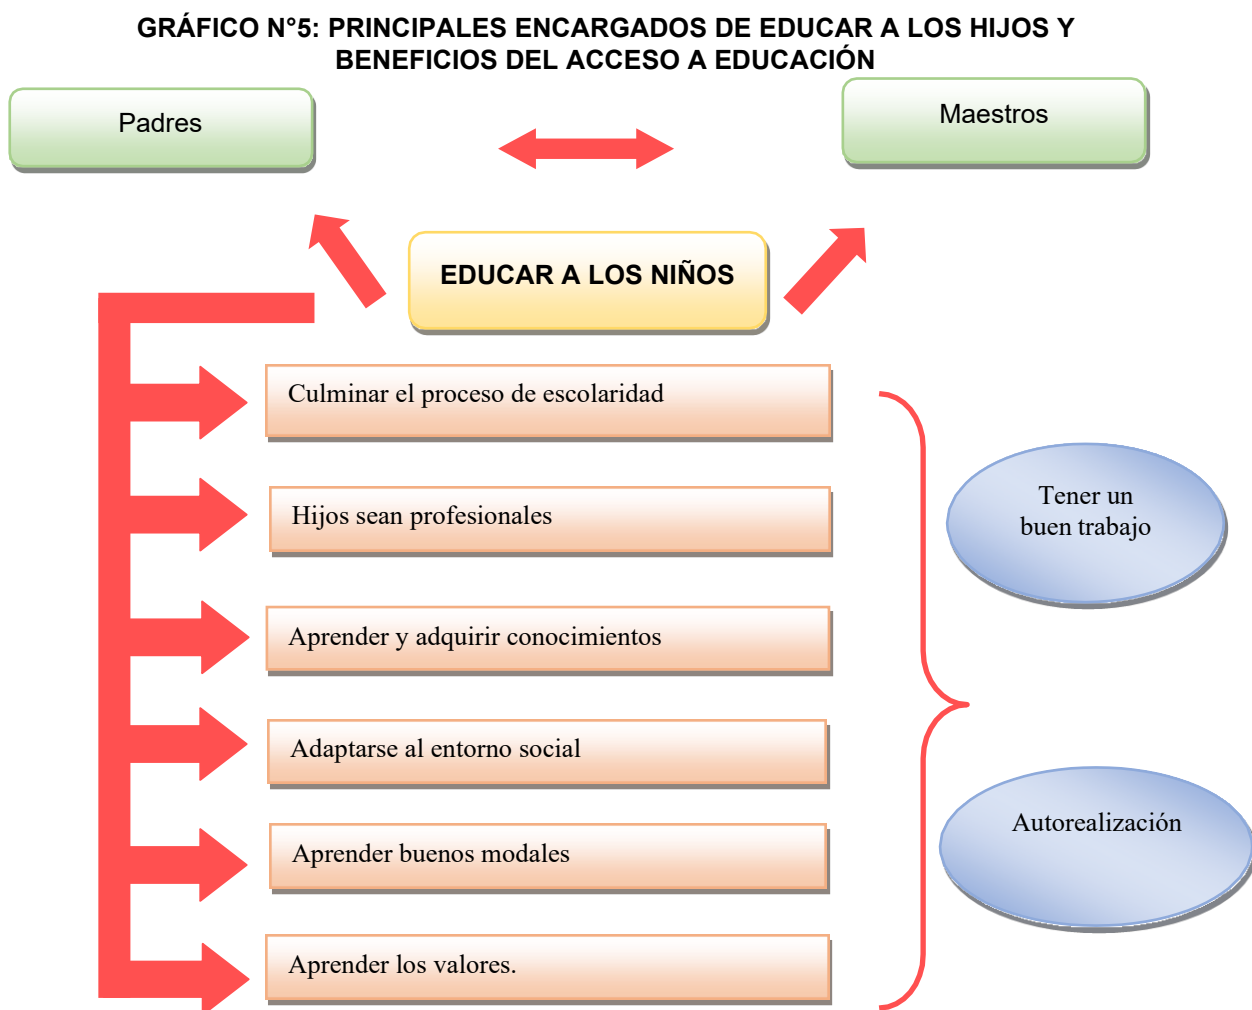 GRÁFICO N°5: PRINCIPALES ENCARGADOS DE EDUCAR A LOS HIJOS Y
BENEFICIOS DEL ACCESO A EDUCACIÓN
Padres
Maestros
EDUCAR A LOS NIÑOS
Culminar el proceso de escolaridad
Hijos sean profesionales
Aprender y adquirir conocimientos
Adaptarse al entorno social
Aprender buenos modales
Aprender los valores.
Tener un
buen trabajo
Autorealización